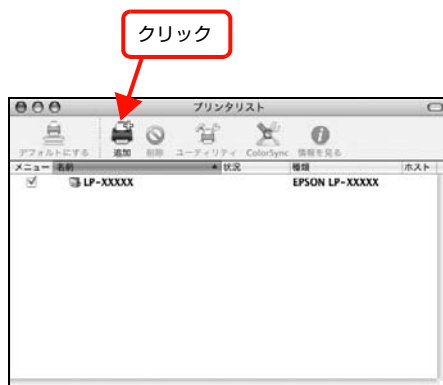 クリック
プリンタリスト
デフォルトにする 追加 削除 ユーティリティ ColorSync 情報を見る
メニュー 名前 状況 種類 ホスト
LP-XXXXX EPSON LP-XXXXX